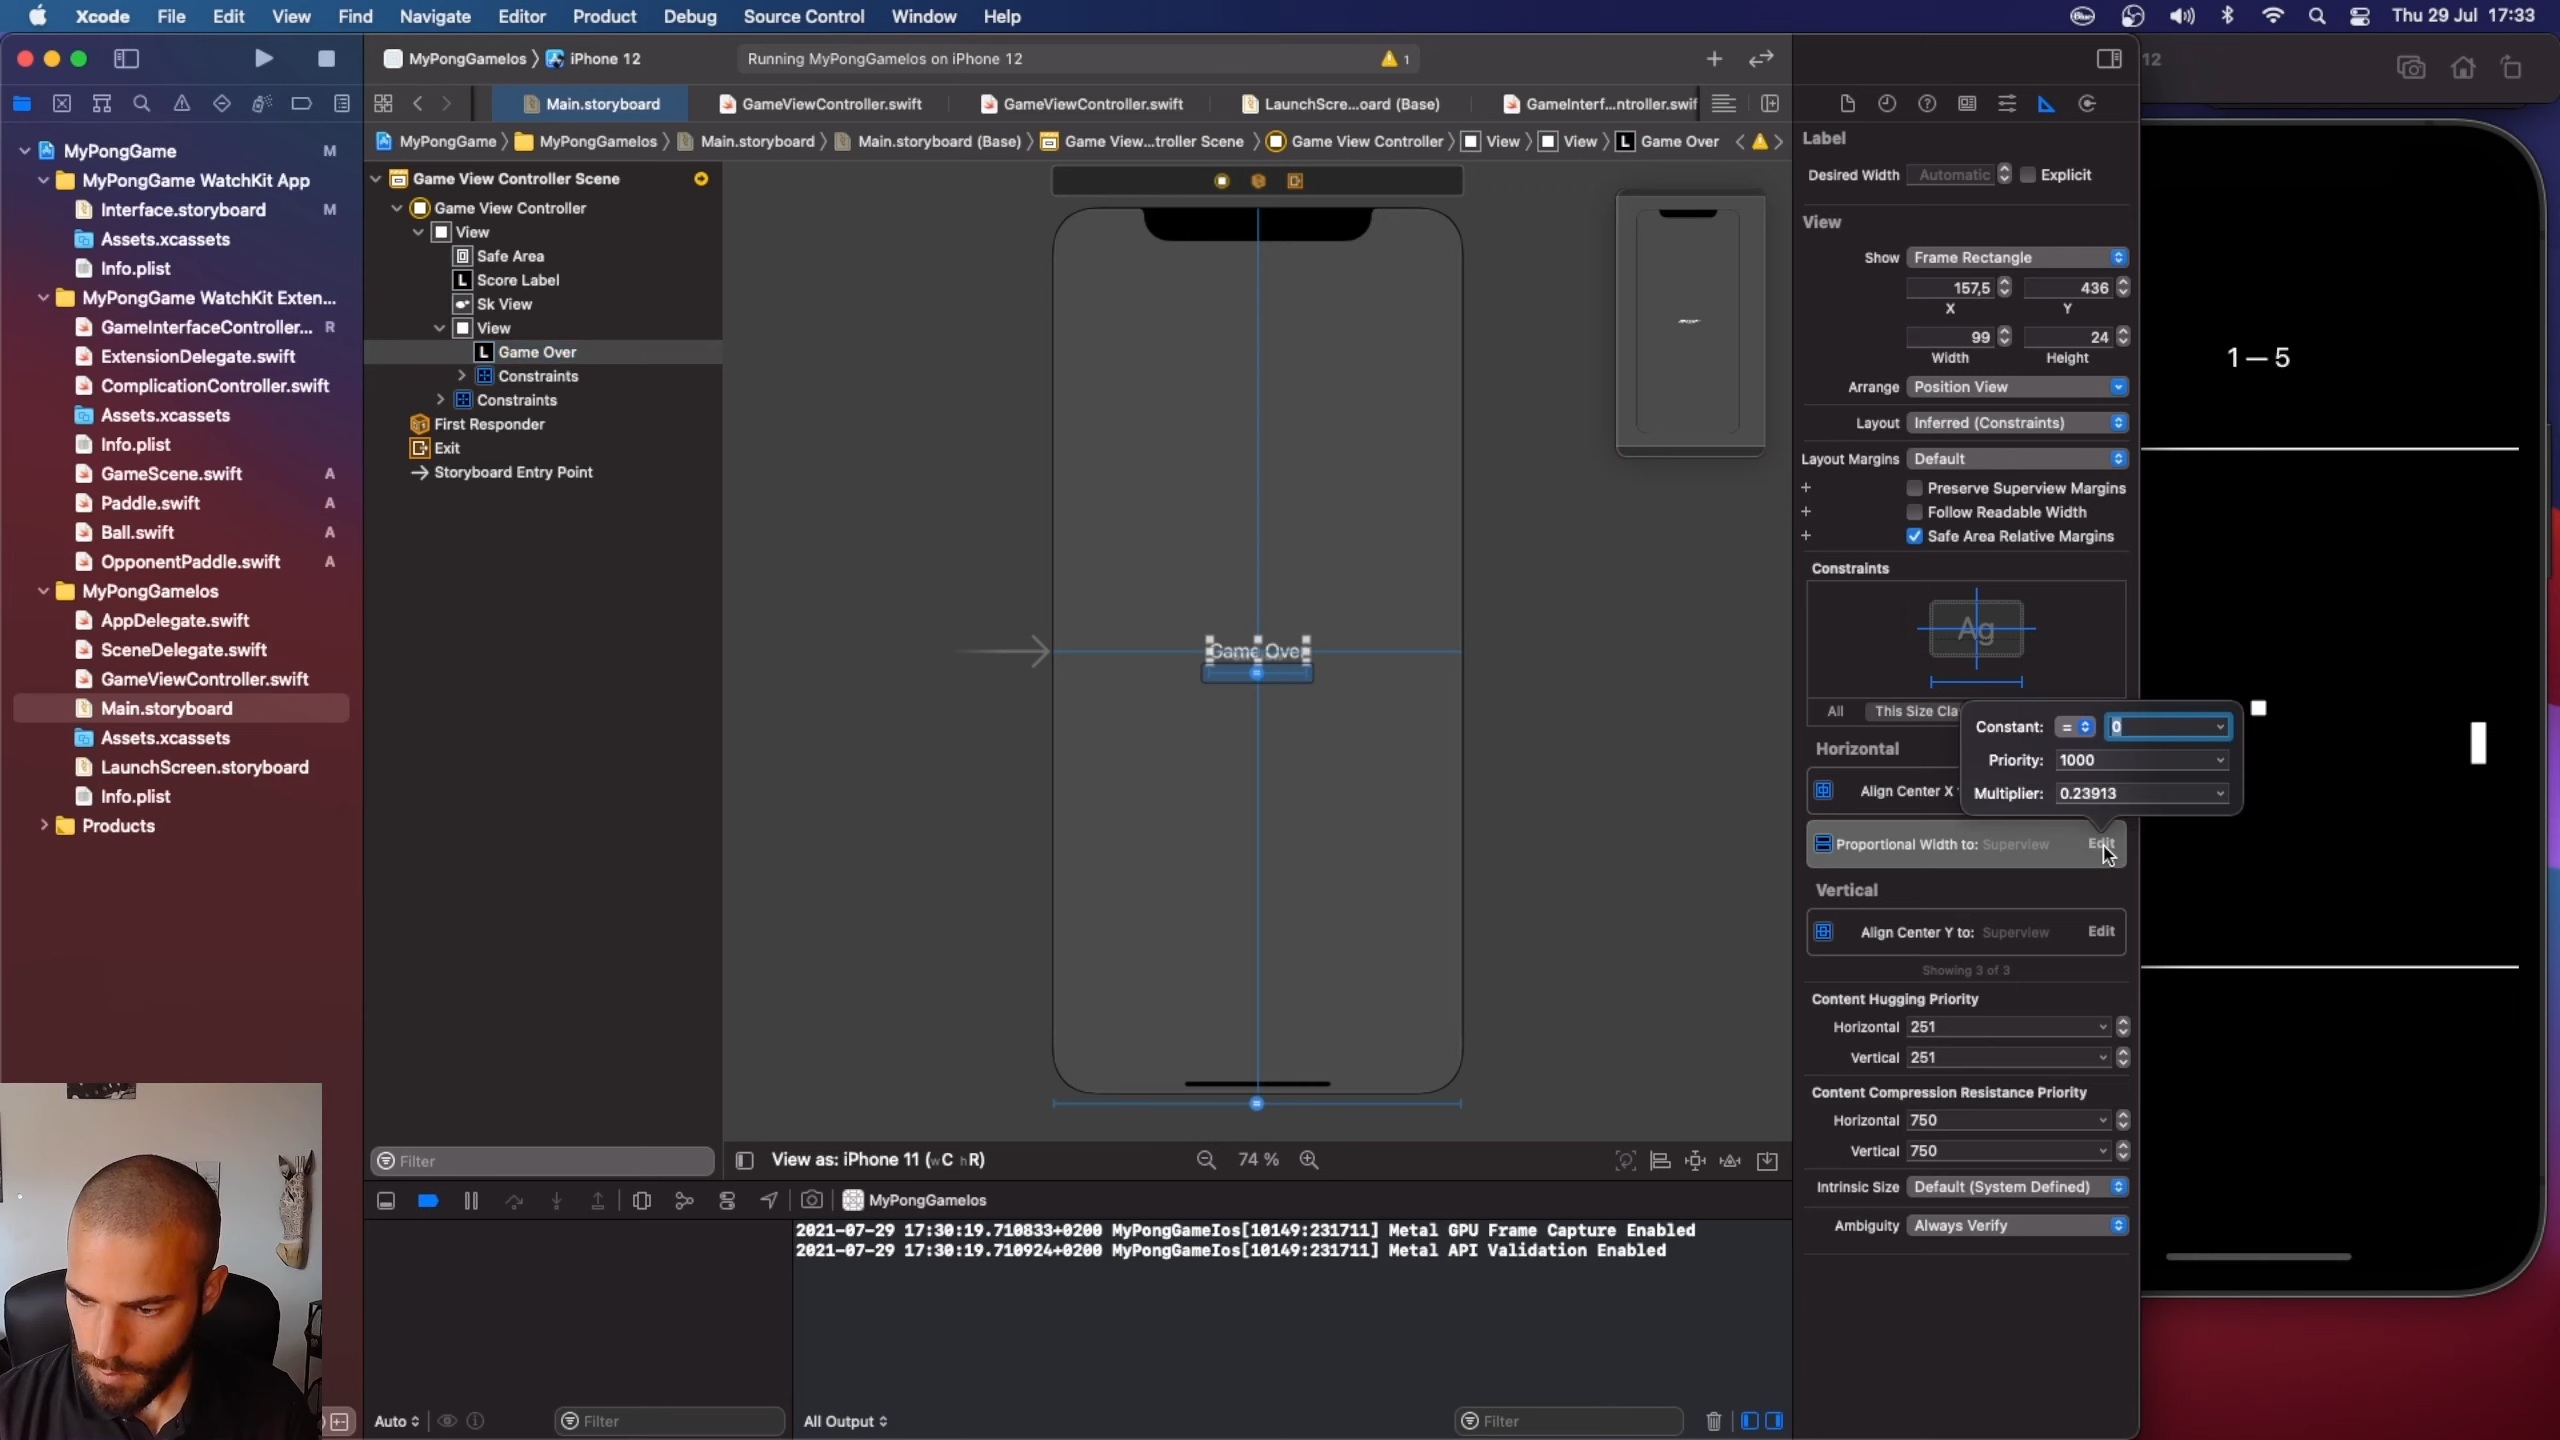 Xcode File Edit View Find Navigate Editor Product Debug Source Control Window Help
Thu 29 Jul 17:33
MyPongGameIos 〉 iPhone 12
Running MyPongGameIos on iPhone 12
1
12
Main.storyboard
GameViewController.swift
GameViewController.swift
LaunchScre...oard (Base)
GameInterf...ntroller.swif
MyPongGame 〉 MyPongGameIos 〉 Main.storyboard 〉 Main.storyboard (Base) 〉 Game View...troller Scene 〉 Game View Controller 〉 View 〉 View 〉 L Game Over
MyPongGame M
MyPongGame WatchKit App
Interface.storyboard M
Assets.xcassets
Info.plist
MyPongGame WatchKit Exten...
GameInterfaceController... R
ExtensionDelegate.swift
ComplicationController.swift
Assets.xcassets
Info.plist
GameScene.swift A
Paddle.swift A
Ball.swift A
OpponentPaddle.swift A
MyPongGameIos
AppDelegate.swift
SceneDelegate.swift
GameViewController.swift
Main.storyboard
Assets.xcassets
LaunchScreen.storyboard
Info.plist
Products
Game View Controller Scene
Game View Controller
View
Safe Area
L Score Label
Sk View
View
L Game Over
Constraints
Constraints
First Responder
Exit
Storyboard Entry Point
Filter
Game Over
View as: iPhone 11 (wC hR)
74 %
Label
Desired Width Automatic Explicit
View
Show Frame Rectangle
157,5 436
X Y
99 24
Width Height
Arrange Position View
Layout Inferred (Constraints)
Layout Margins Default
+ Preserve Superview Margins
+ Follow Readable Width
+ Safe Area Relative Margins
Constraints
Ag
All This Size Cla
Constant: = 0
Priority: 1000
Multiplier: 0.23913
Horizontal
Align Center X
Proportional Width to: Superview Edit
Vertical
Align Center Y to: Superview Edit
Showing 3 of 3
Content Hugging Priority
Horizontal 251
Vertical 251
Content Compression Resistance Priority
Horizontal 750
Vertical 750
Intrinsic Size Default (System Defined)
Ambiguity Always Verify
1 — 5
MyPongGameIos
2021-07-29 17:30:19.710833+0200 MyPongGameIos[10149:231711] Metal GPU Frame Capture Enabled
2021-07-29 17:30:19.710924+0200 MyPongGameIos[10149:231711] Metal API Validation Enabled
Auto
Filter
All Output
Filter